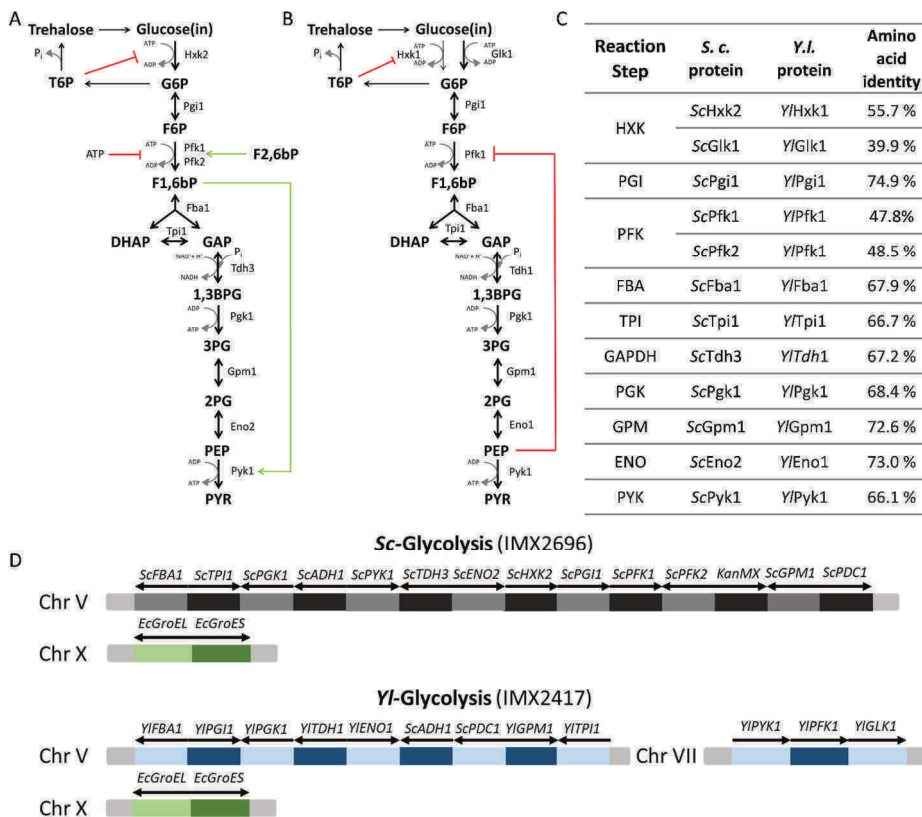 A
Trehalose
Glucose(in)
Pi
ATP
ADP
Hxk2
T6P
G6P
Pgi1
F6P
ATP
ATP
ADP
Pfk1
Pfk2
F2,6bP
F1,6bP
Fba1
Tpi1
DHAP
GAP
NAD+ + H+
NADH
Pi
Tdh3
1,3BPG
ADP
ATP
Pgk1
3PG
Gpm1
2PG
Eno2
PEP
ADP
ATP
Pyk1
PYR
B
Trehalose
Glucose(in)
Pi
ATP
Hxk1
ADP
ATP
Glk1
ADP
T6P
G6P
Pgi1
F6P
ATP
Pfk1
ADP
F1,6bP
Fba1
Tpi1
DHAP
GAP
NAD+ + H+
NADH
Pi
Tdh1
1,3BPG
ADP
ATP
Pgk1
3PG
Gpm1
2PG
Eno1
PEP
ADP
ATP
Pyk1
PYR
C
Reaction Step S. c. protein Y.l. protein Amino acid identity
HXK ScHxk2 YlHxk1 55.7 %
ScGlk1 YlGlk1 39.9 %
PGI ScPgi1 YlPgi1 74.9 %
PFK ScPfk1 YlPfk1 47.8%
ScPfk2 YlPfk1 48.5 %
FBA ScFba1 YlFba1 67.9 %
TPI ScTpi1 YlTpi1 66.7 %
GAPDH ScTdh3 YlTdh1 67.2 %
PGK ScPgk1 YlPgk1 68.4 %
GPM ScGpm1 YlGpm1 72.6 %
ENO ScEno2 YlEno1 73.0 %
PYK ScPyk1 YlPyk1 66.1 %
D
Sc-Glycolysis (IMX2696)
ScFBA1 ScTPI1 ScPGK1 ScADH1 ScPYK1 ScTDH3 ScENO2 ScHXK2 ScPGI1 ScPFK1 ScPFK2 KanMX ScGPM1 ScPDC1
Chr V
EcGroEL EcGroES
Chr X
Yl-Glycolysis (IMX2417)
YlFBA1 YlPGI1 YlPGK1 YlTDH1 YlENO1 ScADH1 ScPDC1 YlGPM1 YlTPI1
Chr V
YlPYK1 YlPFK1 YlGLK1
Chr VII
EcGroEL EcGroES
Chr X